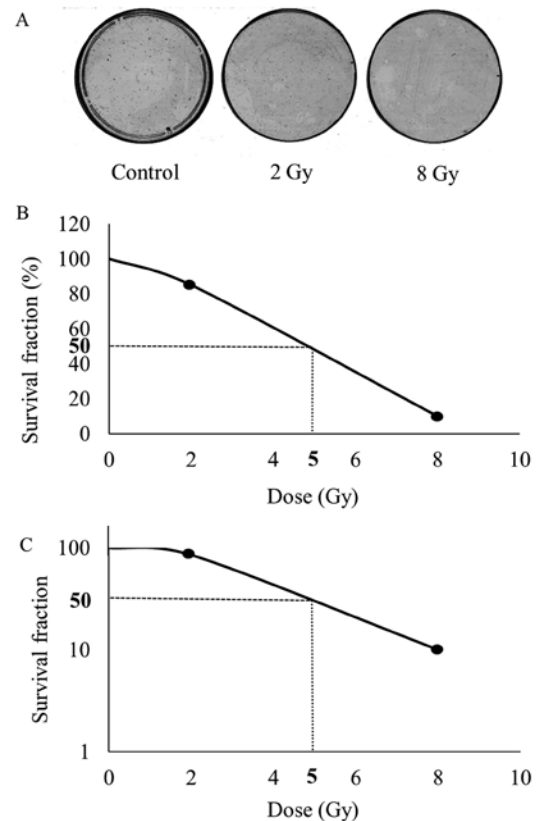 A
Control 2 Gy 8 Gy
B
120
100
80
60
50
40
20
0
0 2 4 5 6 8 10
Survival fraction (%)
Dose (Gy)
C
100
50
10
1
0 2 4 5 6 8 10
Survival fraction
Dose (Gy)